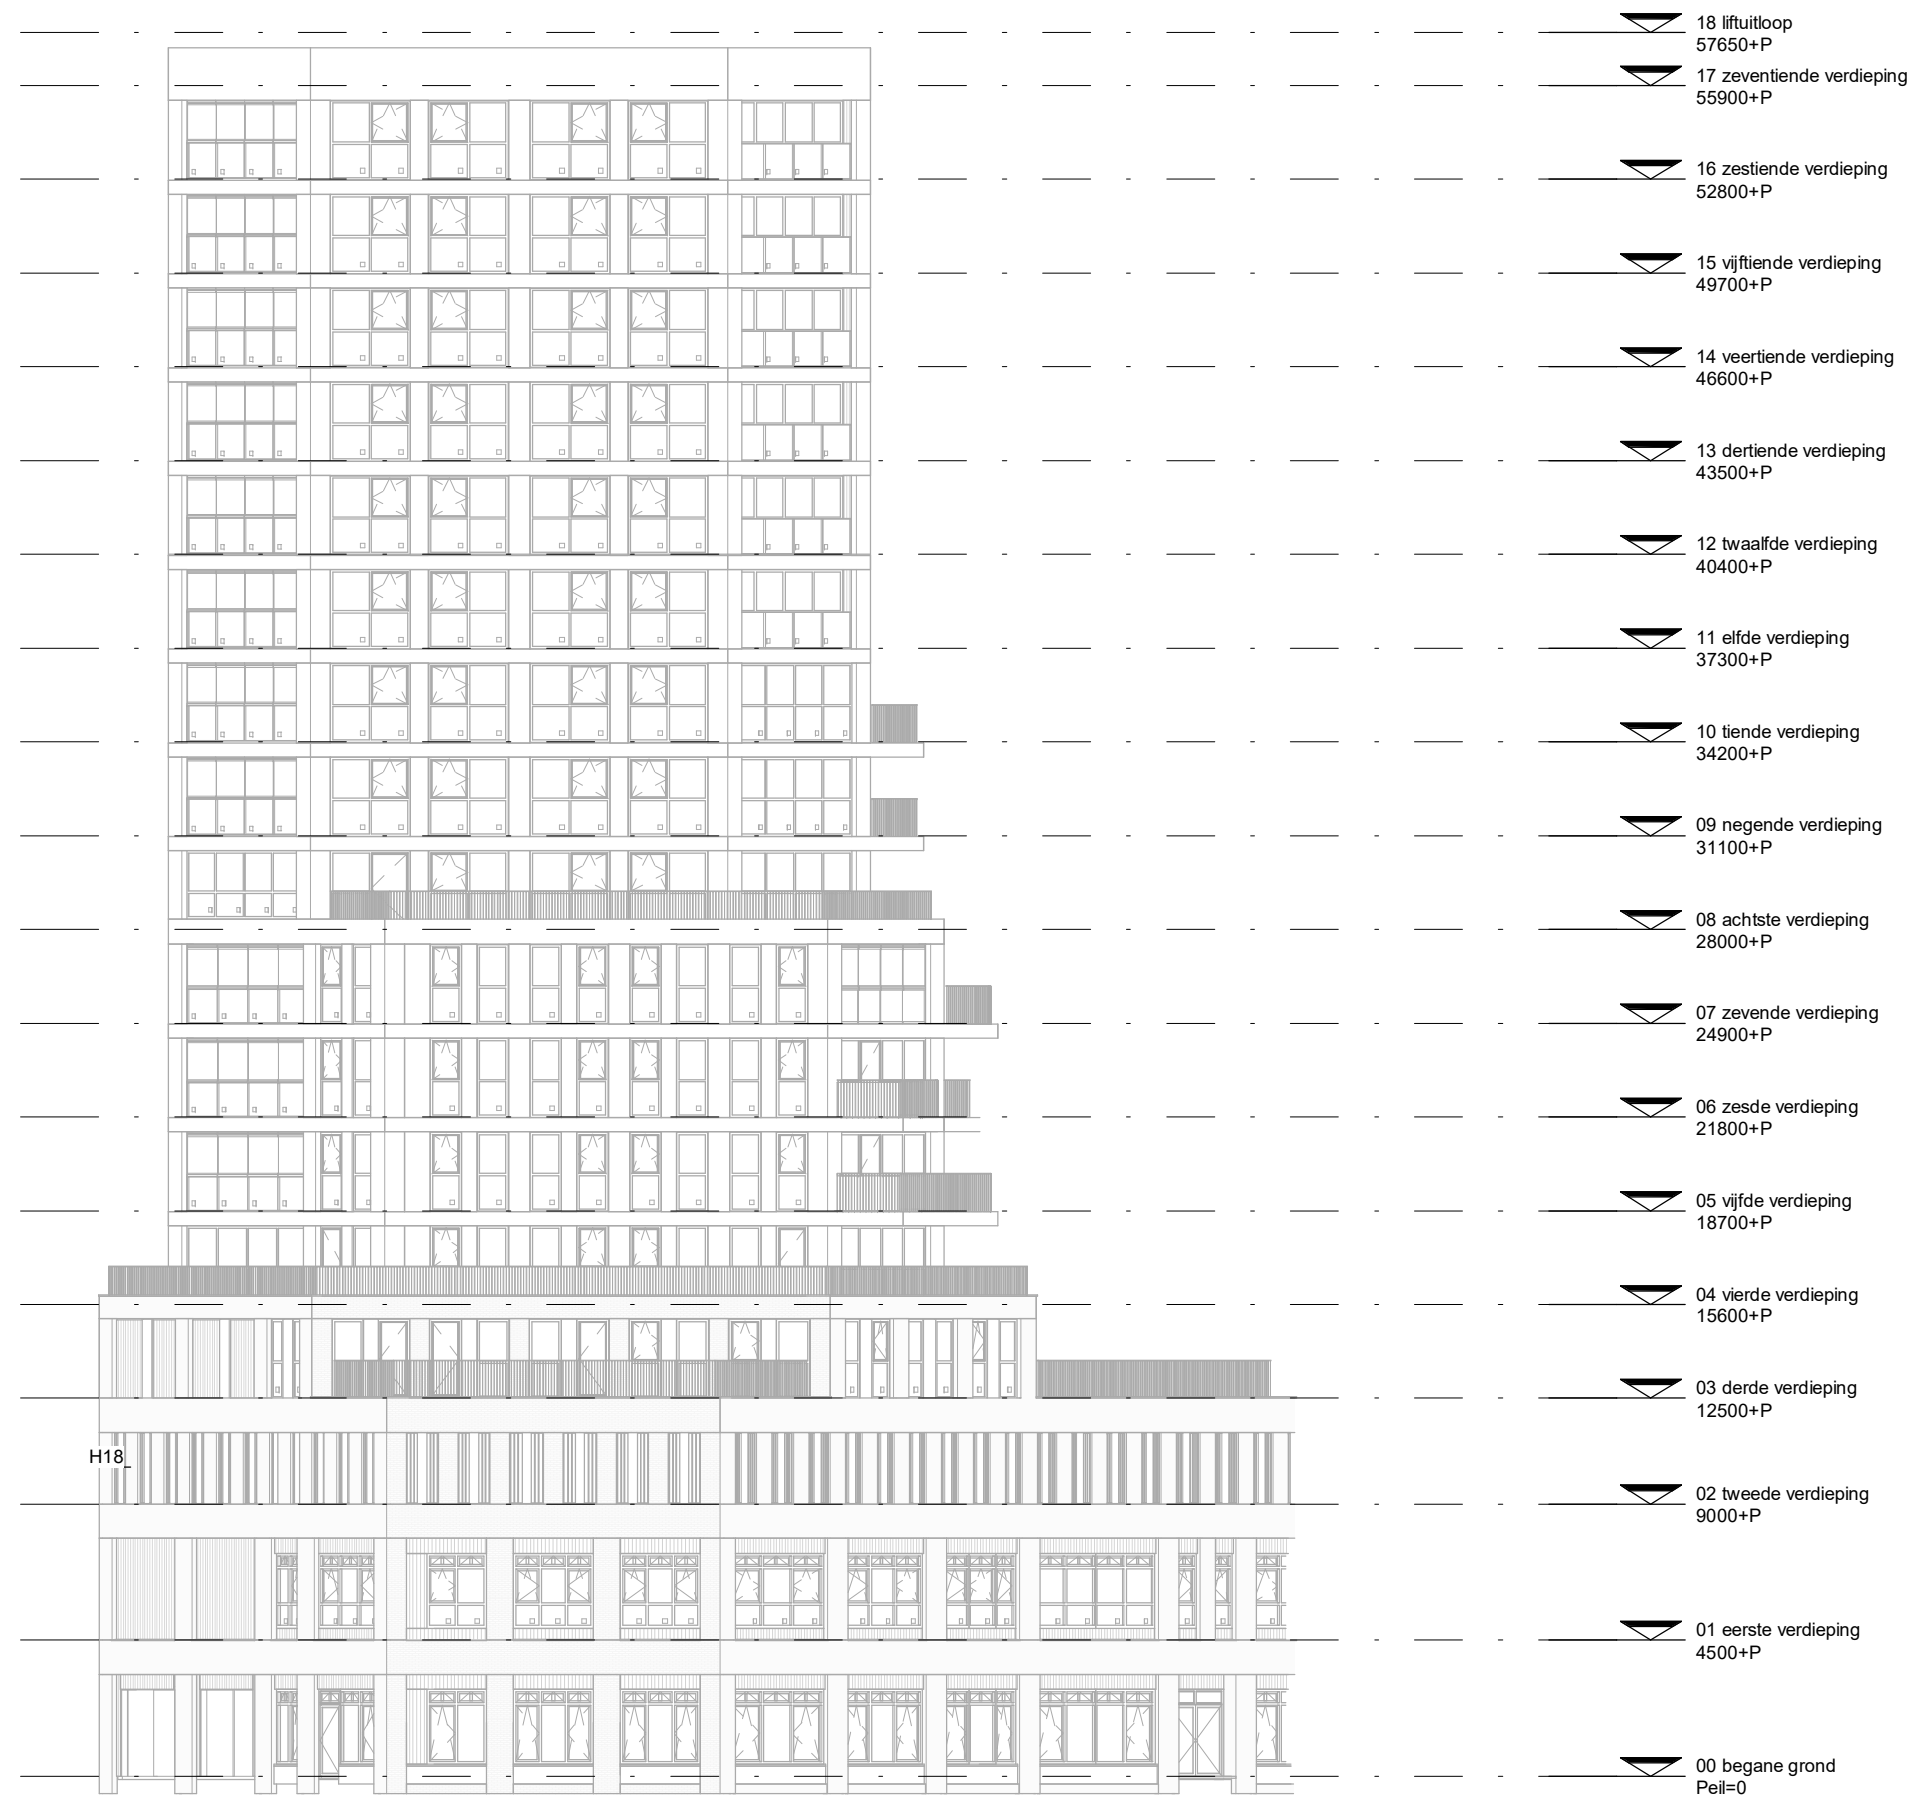 18 liftuitloop
57650+P
17 zeventiende verdieping
55900+P
16 zestiende verdieping
52800+P
15 vijftiende verdieping
49700+P
14 veertiende verdieping
46600+P
13 dertiende verdieping
43500+P
12 twaalfde verdieping
40400+P
11 elfde verdieping
37300+P
10 tiende verdieping
34200+P
09 negende verdieping
31100+P
08 achtste verdieping
28000+P
07 zevende verdieping
24900+P
06 zesde verdieping
21800+P
05 vijfde verdieping
18700+P
04 vierde verdieping
15600+P
03 derde verdieping
12500+P
H18_
02 tweede verdieping
9000+P
01 eerste verdieping
4500+P
00 begane grond
Peil=0